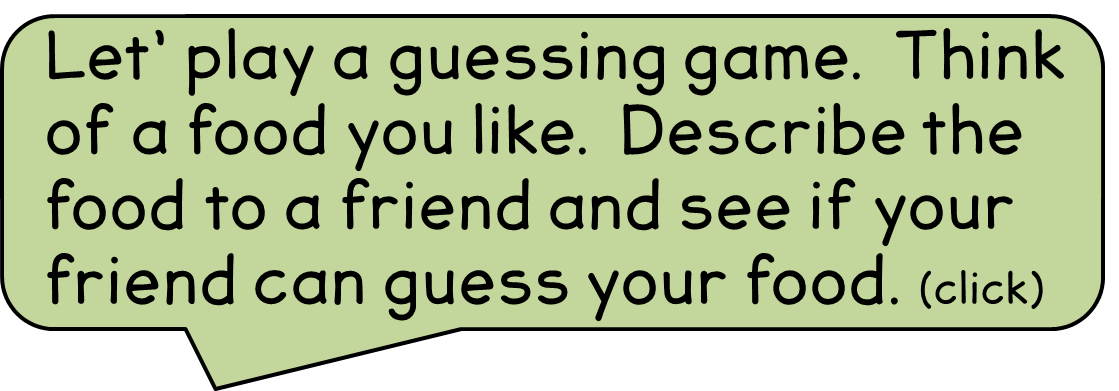 Let' play a guessing game.  Think
of a food you like.  Describe the
food to a friend and see if your
friend can guess your food. (click)